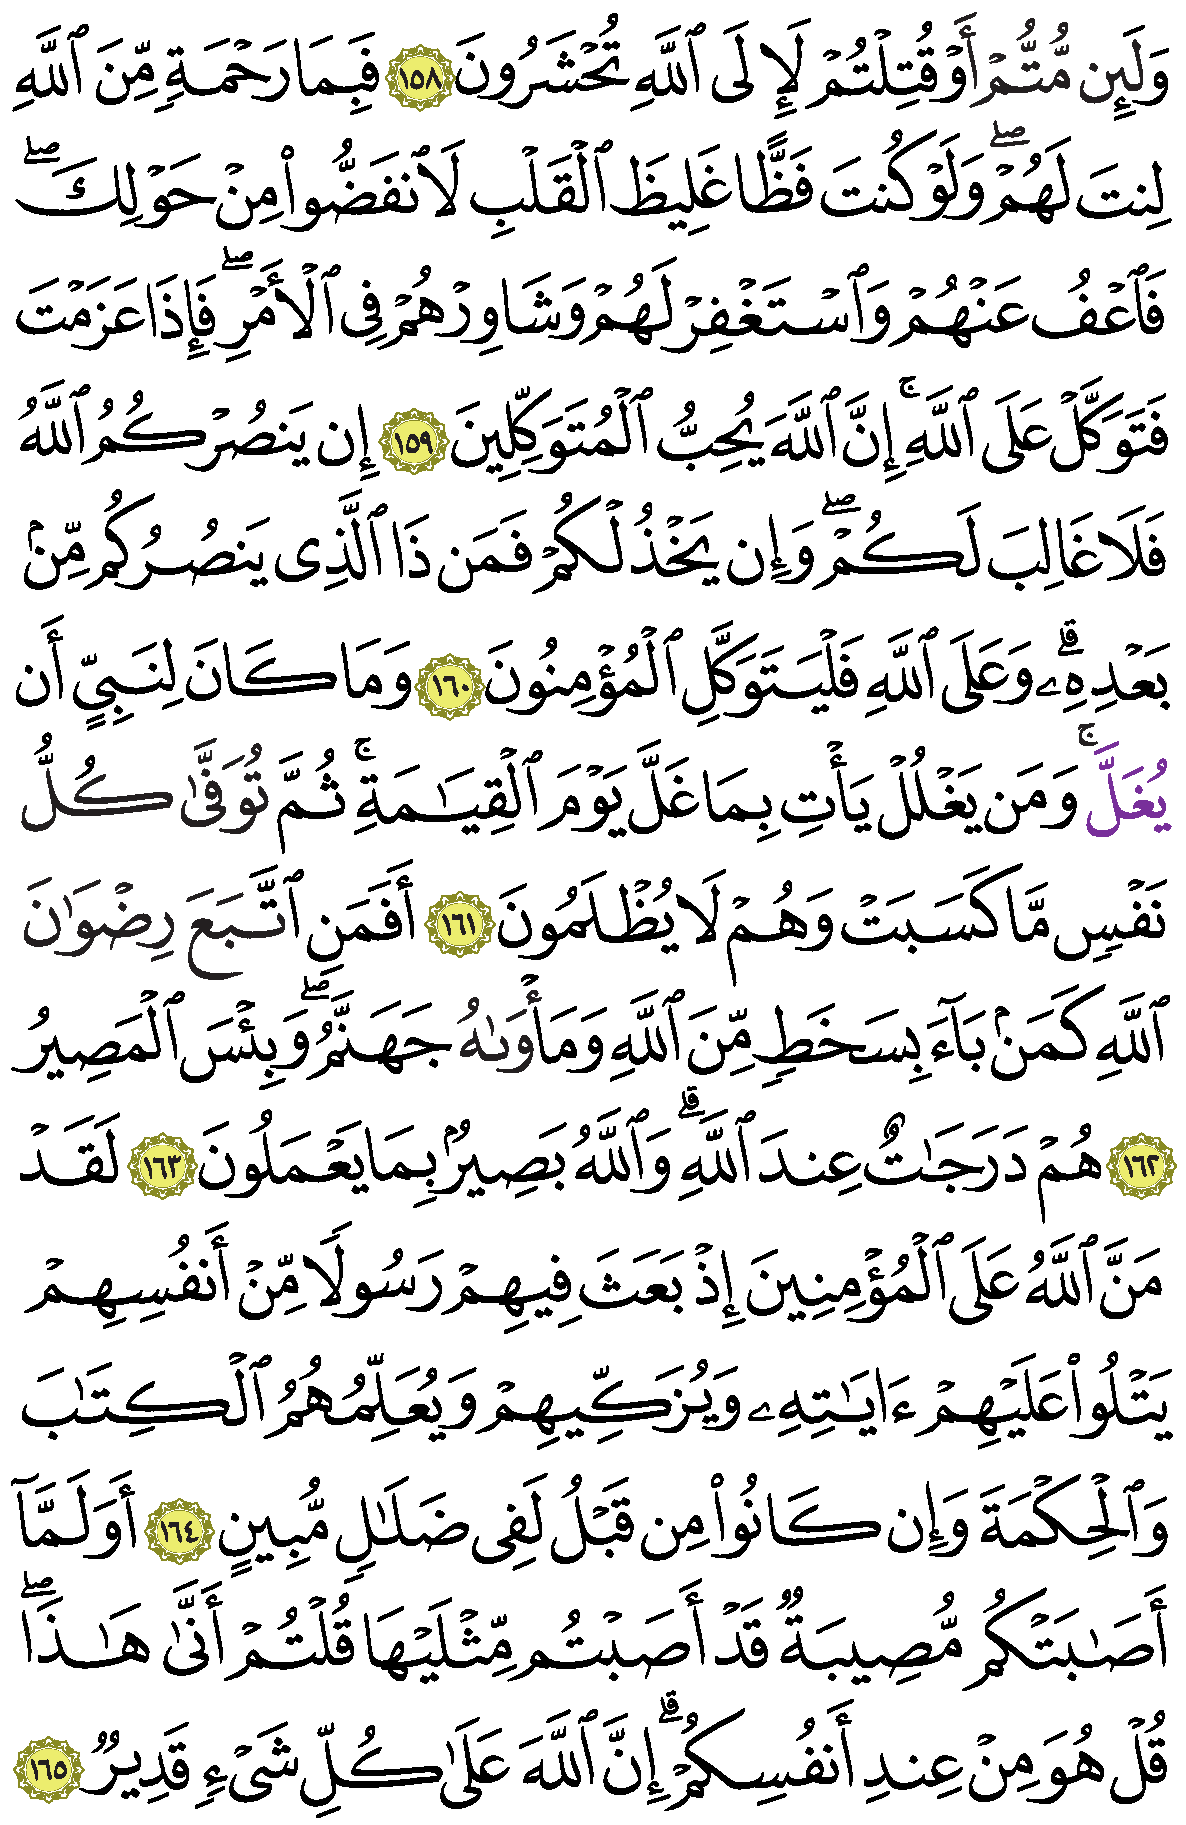 وَلَئِن مُّتُّمْ أَوْ قُتِلْتُمْ لَإِلَى ٱللَّهِ تُحْشَرُونَ ١٥٨ فَبِمَا رَحْمَةٍ مِّنَ ٱللَّهِ
لِنتَ لَهُمْ ۖ وَلَوْ كُنتَ فَظًّا غَلِيظَ ٱلْقَلْبِ لَٱنفَضُّوا۟ مِنْ حَوْلِكَ ۖ
فَٱعْفُ عَنْهُمْ وَٱسْتَغْفِرْ لَهُمْ وَشَاوِرْهُمْ فِى ٱلْأَمْرِ ۖ فَإِذَا عَزَمْتَ
فَتَوَكَّلْ عَلَى ٱللَّهِ ۚ إِنَّ ٱللَّهَ يُحِبُّ ٱلْمُتَوَكِّلِينَ ١٥٩ إِن يَنصُرْكُمُ ٱللَّهُ
فَلَا غَالِبَ لَكُمْ ۖ وَإِن يَخْذُلْكُمْ فَمَن ذَا ٱلَّذِى يَنصُرُكُم مِّنۢ
بَعْدِهِۦ ۗ وَعَلَى ٱللَّهِ فَلْيَتَوَكَّلِ ٱلْمُؤْمِنُونَ ١٦٠ وَمَا كَانَ لِنَبِىٍّ أَن
يُغَلَّ ۚ وَمَن يَغْلُلْ يَأْتِ بِمَا غَلَّ يَوْمَ ٱلْقِيَـٰمَةِ ۚ ثُمَّ تُوَفَّىٰ كُلُّ
نَفْسٍ مَّا كَسَبَتْ وَهُمْ لَا يُظْلَمُونَ ١٦١ أَفَمَنِ ٱتَّبَعَ رِضْوَٰنَ
ٱللَّهِ كَمَنۢ بَآءَ بِسَخَطٍ مِّنَ ٱللَّهِ وَمَأْوَىٰهُ جَهَنَّمُ ۖ وَبِئْسَ ٱلْمَصِيرُ
١٦٢ هُمْ دَرَجَـٰتٌ عِندَ ٱللَّهِ ۗ وَٱللَّهُ بَصِيرٌۢ بِمَا يَعْمَلُونَ ١٦٣ لَقَدْ
مَنَّ ٱللَّهُ عَلَى ٱلْمُؤْمِنِينَ إِذْ بَعَثَ فِيهِمْ رَسُولًا مِّنْ أَنفُسِهِمْ
يَتْلُوا۟ عَلَيْهِمْ ءَايَـٰتِهِۦ وَيُزَكِّيهِمْ وَيُعَلِّمُهُمُ ٱلْكِتَـٰبَ
وَٱلْحِكْمَةَ وَإِن كَانُوا۟ مِن قَبْلُ لَفِى ضَلَـٰلٍ مُّبِينٍ ١٦٤ أَوَلَمَّآ
أَصَـٰبَتْكُم مُّصِيبَةٌ قَدْ أَصَبْتُم مِّثْلَيْهَا قُلْتُمْ أَنَّىٰ هَـٰذَا ۖ
قُلْ هُوَ مِنْ عِندِ أَنفُسِكُمْ ۗ إِنَّ ٱللَّهَ عَلَىٰ كُلِّ شَىْءٍ قَدِيرٌ ١٦٥